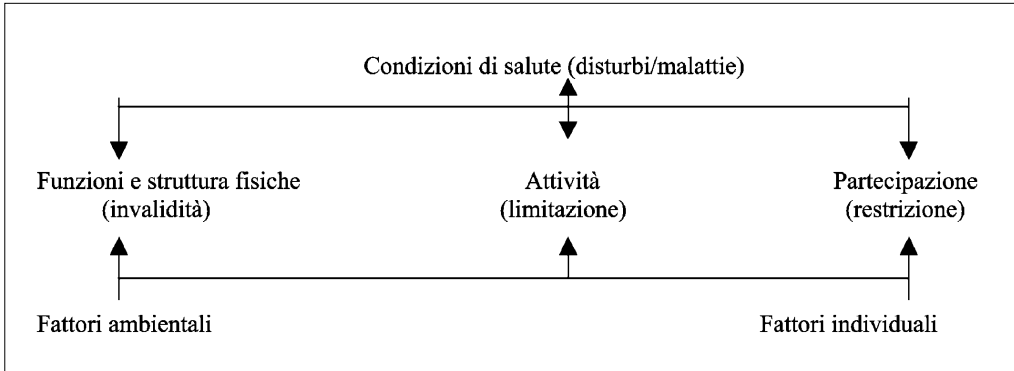 Condizioni di salute (disturbi/malattie)
Funzioni e struttura fisiche
(invalidità)
Attività
(limitazione)
Partecipazione
(restrizione)
Fattori ambientali
Fattori individuali